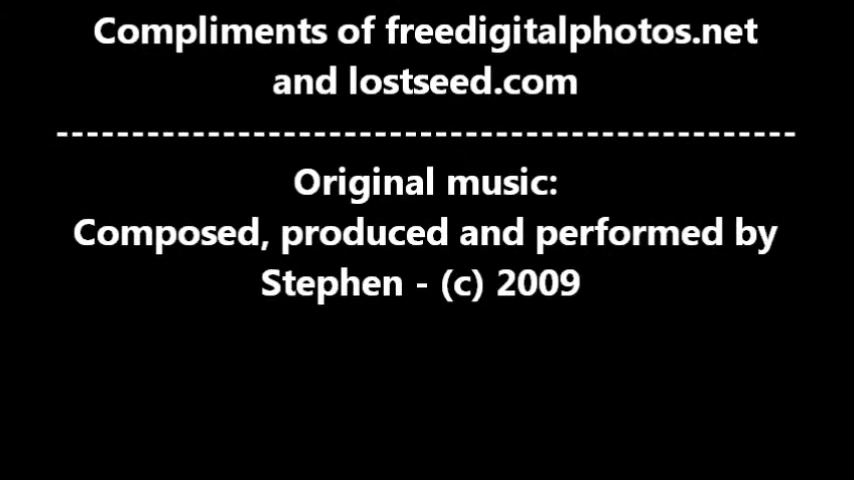 Compliments of freedigitalphotos.net
and lostseed.com
-------------------------------------------------
Original music:
Composed, produced and performed by
Stephen - (c) 2009